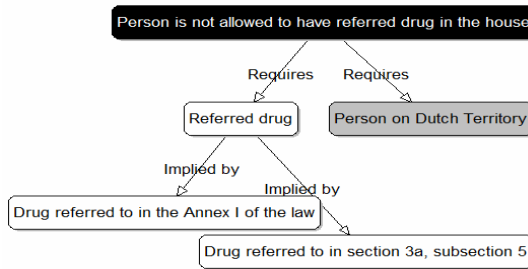 Person is not allowed to have referred drug in the house
Requires
Requires
Referred drug
Person on Dutch Territory
Implied by
Implied by
Drug referred to in the Annex I of the law
Drug referred to in section 3a, subsection 5